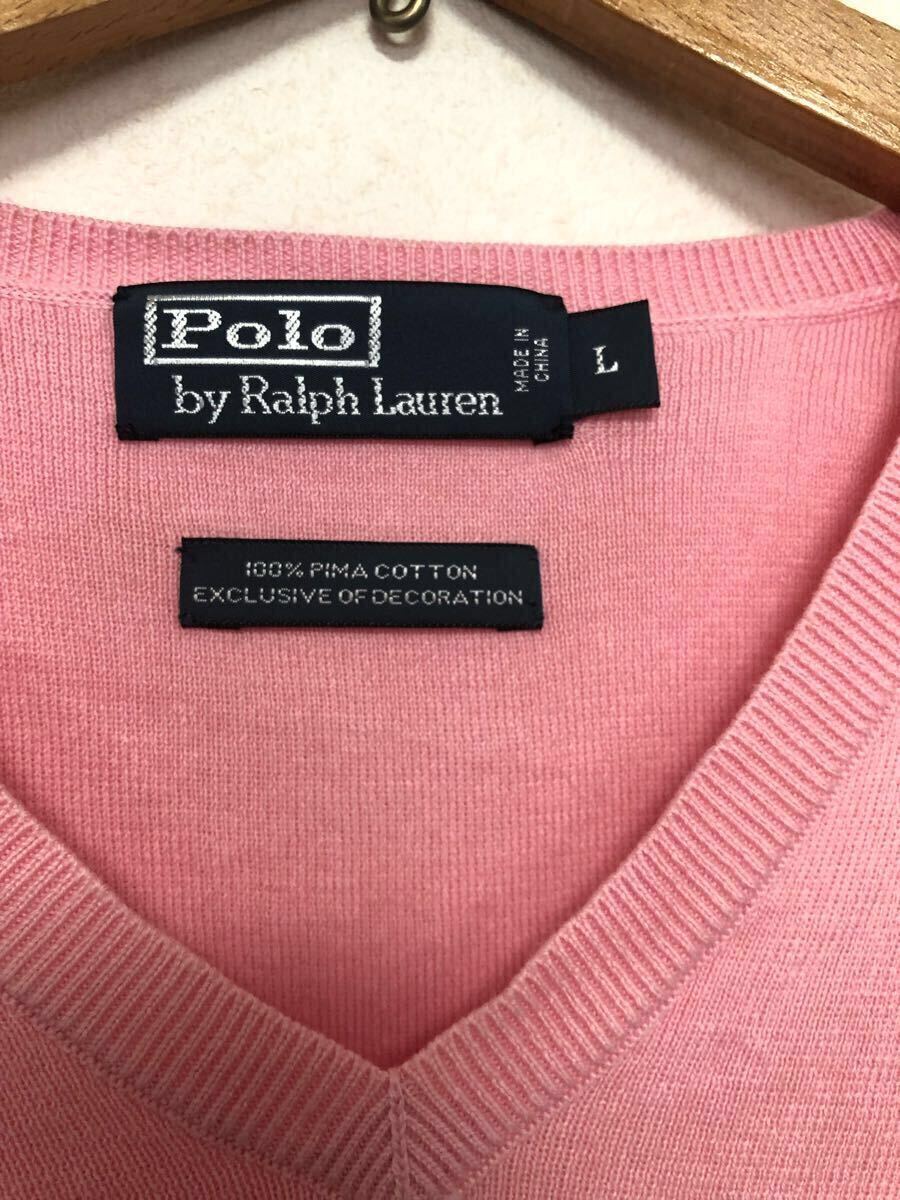 Polo
by Ralph Lauren
MADE IN
CHINA
L
100% PIMA COTTON
EXCLUSIVE OF DECORATION